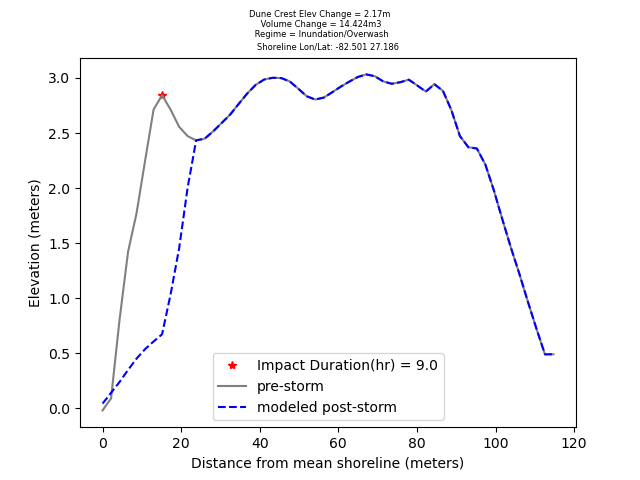 Dune Crest Elev Change = 2.17m
Volume Change = 14.424m3
Regime = Inundation/Overwash
Shoreline Lon/Lat: -82.501 27.186
3.0
2.5
2.0
1.5
1.0
0.5
0.0
Elevation (meters)
Impact Duration(hr) = 9.0
pre-storm
modeled post-storm
0 20 40 60 80 100 120
Distance from mean shoreline (meters)